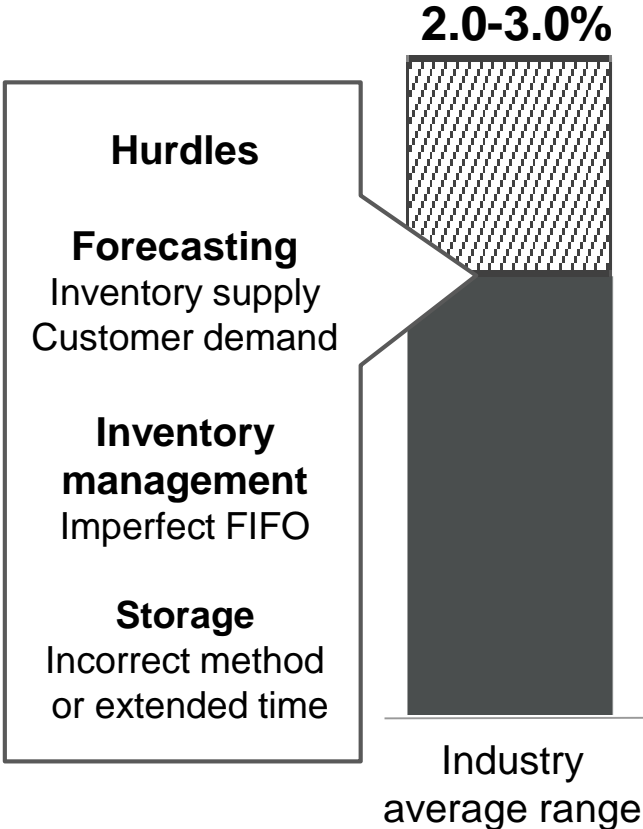 2.0-3.0%
Hurdles
Forecasting
Inventory supply
Customer demand
Inventory
management
Imperfect FIFO
Storage
Incorrect method
or extended time
Industry
average range